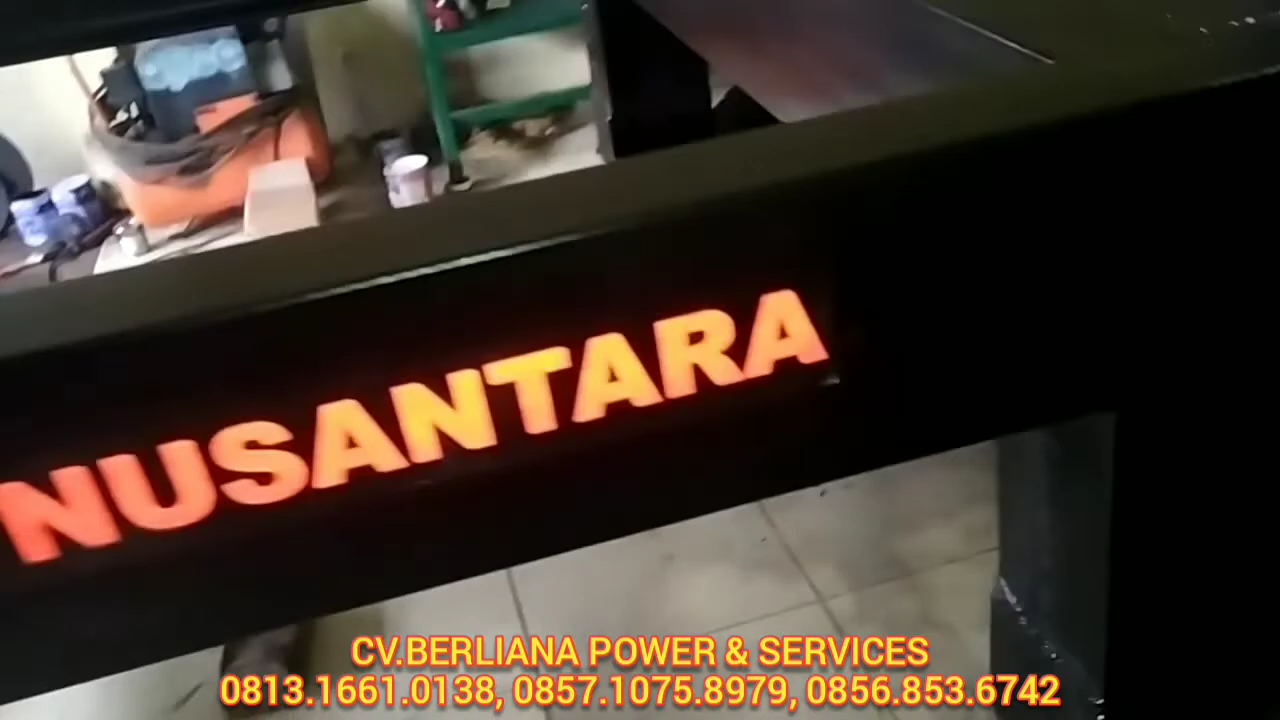 NUSANTARA
CV.BERLIANA POWER & SERVICES
0813.1661.0138, 0857.1075.8979, 0856.853.6742